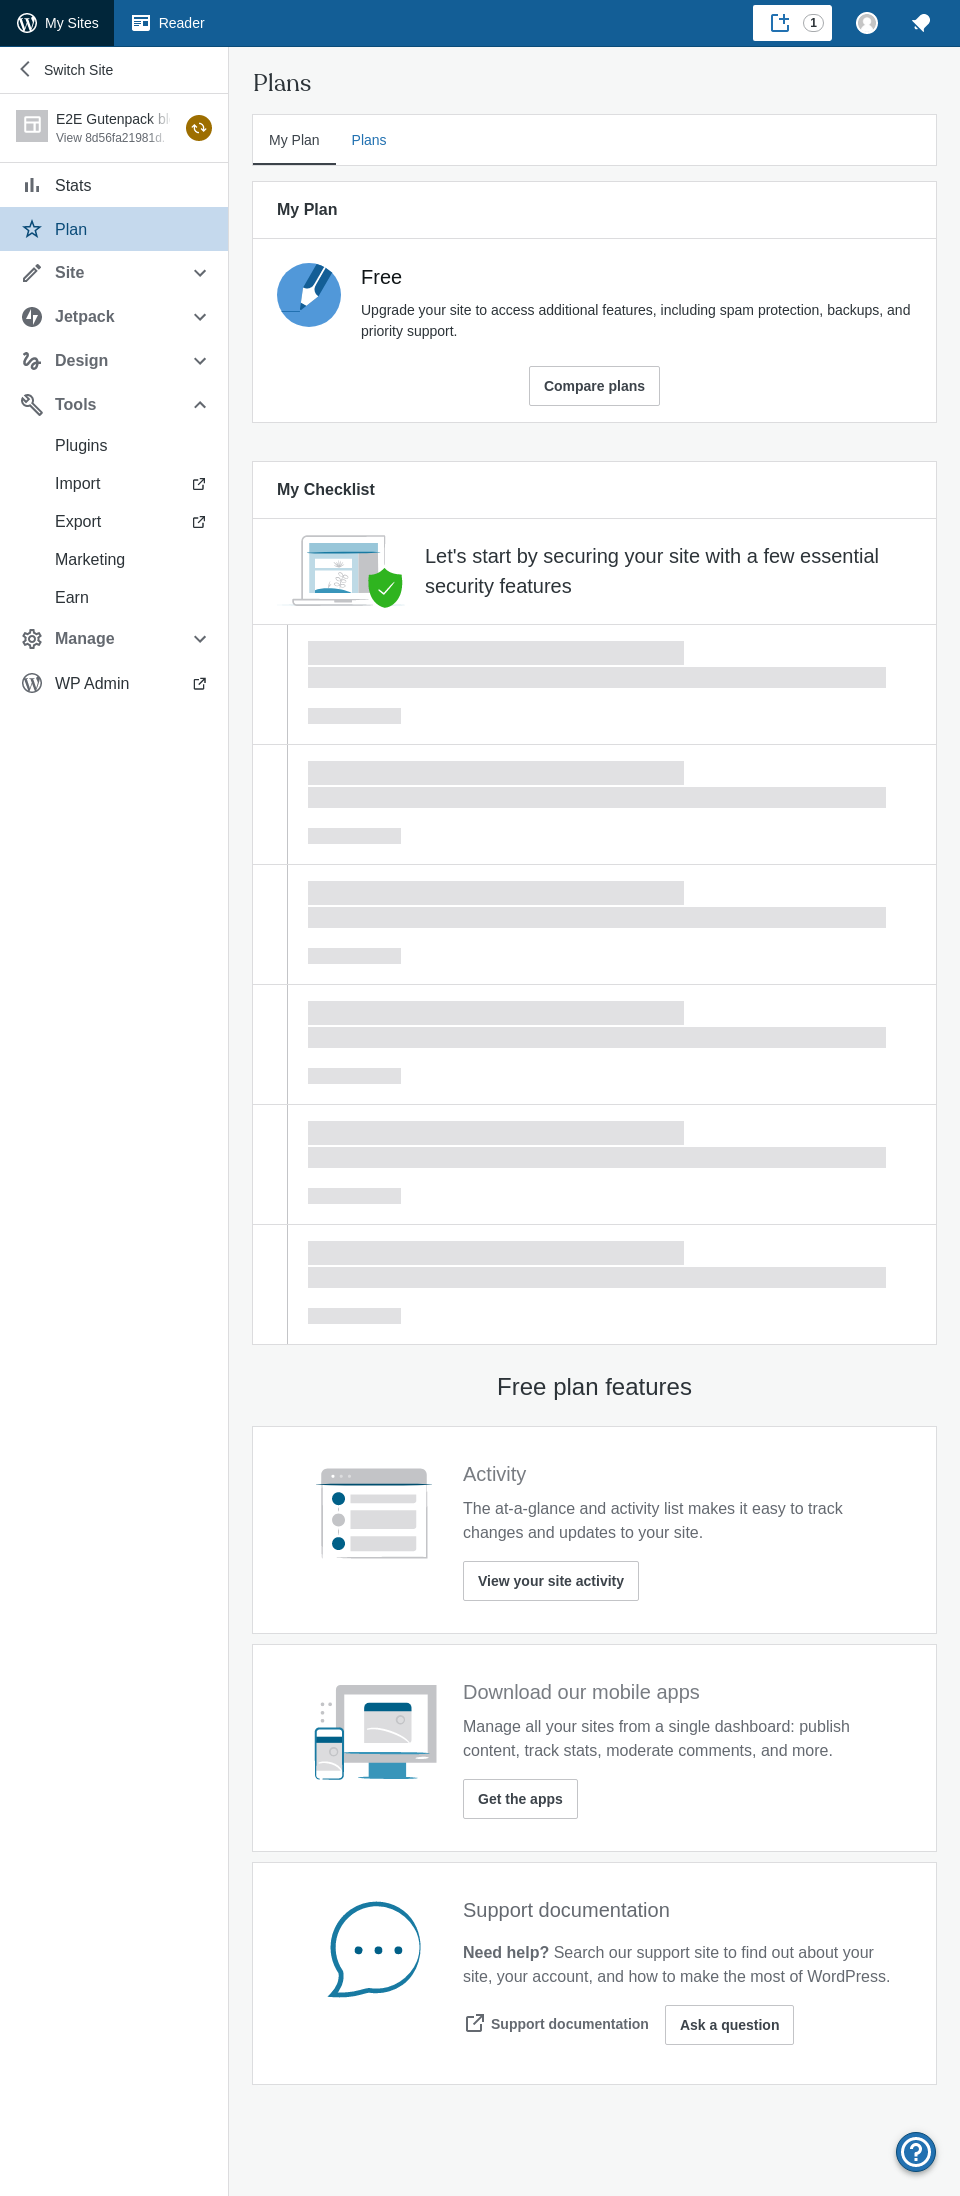 My Sites
Reader
1
Switch Site
E2E Gutenpack
View 8d56fa21981d
Stats
Plan
Site
Jetpack
Design
Tools
Plugins
Import
Export
Marketing
Earn
Manage
WP Admin
Plans
My Plan
Plans
My Plan
Free
Upgrade your site to access additional features, including spam protection, backups, and
priority support.
Compare plans
My Checklist
Let's start by securing your site with a few essential
security features
Free plan features
Activity
The at-a-glance and activity list makes it easy to track
changes and updates to your site.
View your site activity
Download our mobile apps
Manage all your sites from a single dashboard: publish
content, track stats, moderate comments, and more.
Get the apps
Support documentation
Need help? Search our support site to find out about your
site, your account, and how to make the most of WordPress.
Support documentation
Ask a question